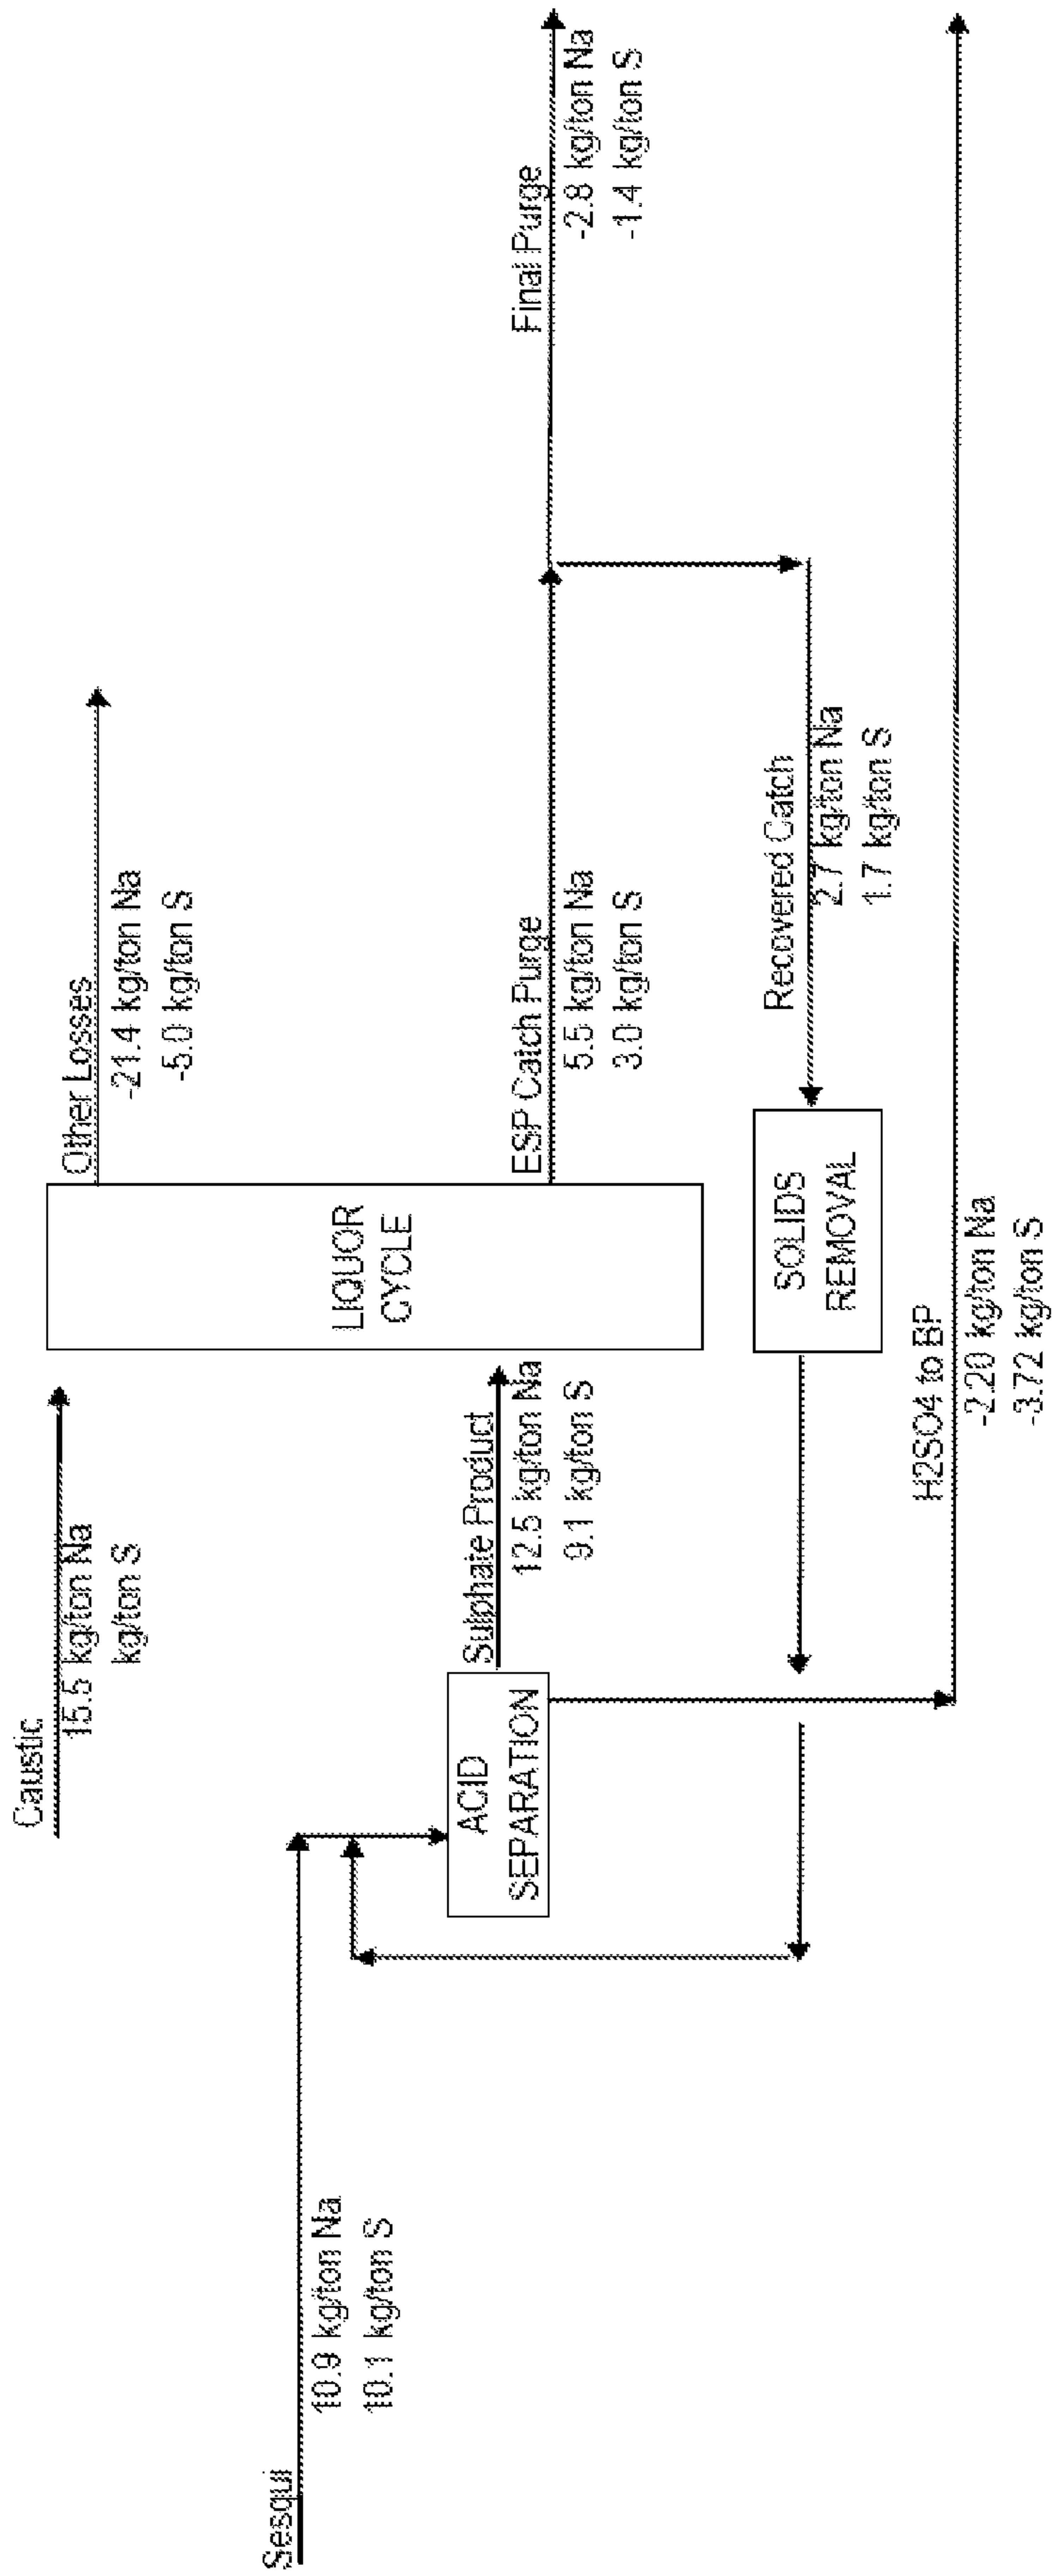 Caustic
15.5 kg/ton Na
kg/ton S
Other Losses
-21.4 kg/ton Na
-5.0 kg/ton S
Sesqui
10.9 kg/ton Na
10.1 kg/ton S
LIQUOR
CYCLE
Sulphate Product
12.5 kg/ton Na
9.1 kg/ton S
ACID
SEPARATION
ESP Catch Purge
5.5 kg/ton Na
3.0 kg/ton S
Final Purge
-2.8 kg/ton Na
-1.4 kg/ton S
Recovered Catch
2.7 kg/ton Na
1.7 kg/ton S
SOLIDS
REMOVAL
H2SO4 to BP
-2.20 kg/ton Na
-3.72 kg/ton S